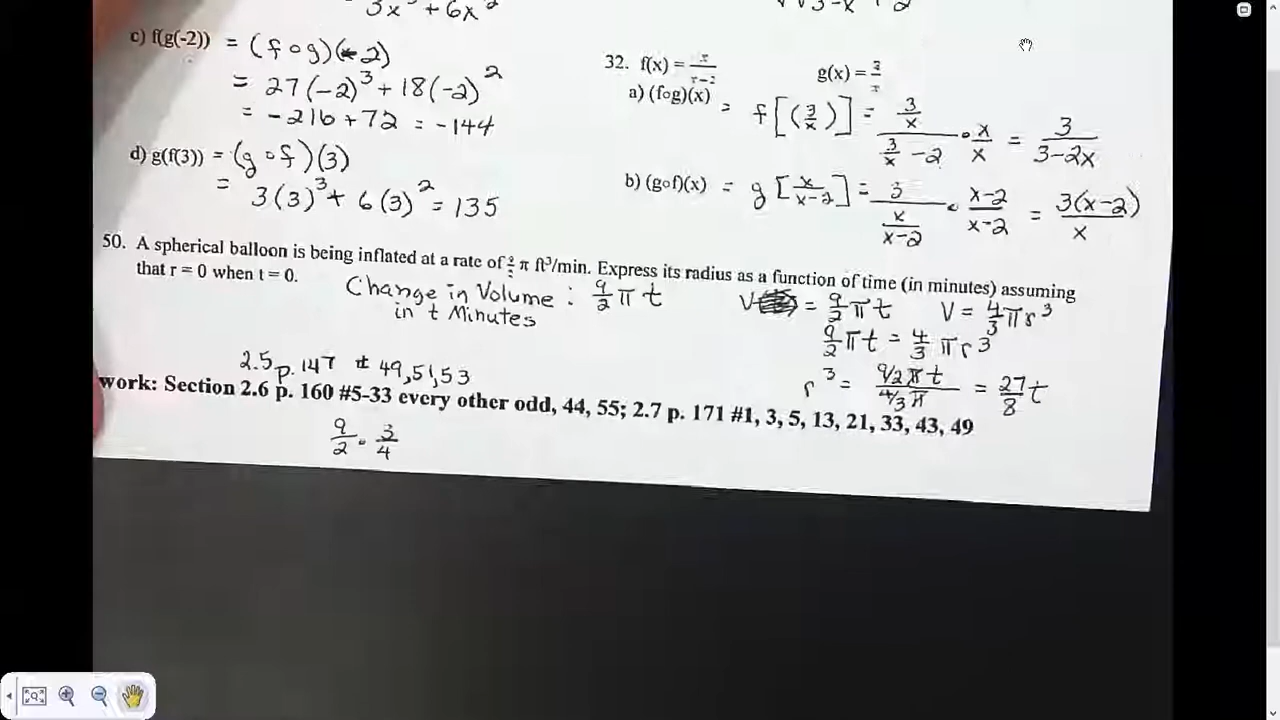 3x³ + 6x²
√3-x + 2
c) f(g(-2)) = (f∘g)(-2)
= 27(-2)³ + 18(-2)²
= -216 + 72 = -144
d) g(f(3)) = (g∘f)(3)
= 3(3)³ + 6(3)² = 135
32. f(x) = x/x-2 g(x) = 3/x
a) (f∘g)(x) = f[(3/x)] = 3/x / 3/x - 2 • x/x = 3/3-2x
b) (g∘f)(x) = g[x/x-2] = 3 / x/x-2 • x-2/x-2 = 3(x-2)/x
50. A spherical balloon is being inflated at a rate of 9/2 π ft³/min. Express its radius as a function of time (in minutes) assuming
that r = 0 when t = 0.
Change in Volume : 9/2 π t
in t Minutes
V = 9/2 π t V = 4/3 π r³
9/2 π t = 4/3 π r³
r³ = 9/2 π t / 4/3 π = 27/8 t
2.5 p. 147 # 49,51,53
work: Section 2.6 p. 160 #5-33 every other odd, 44, 55; 2.7 p. 171 #1, 3, 5, 13, 21, 33, 43, 49
9/2 • 3/4